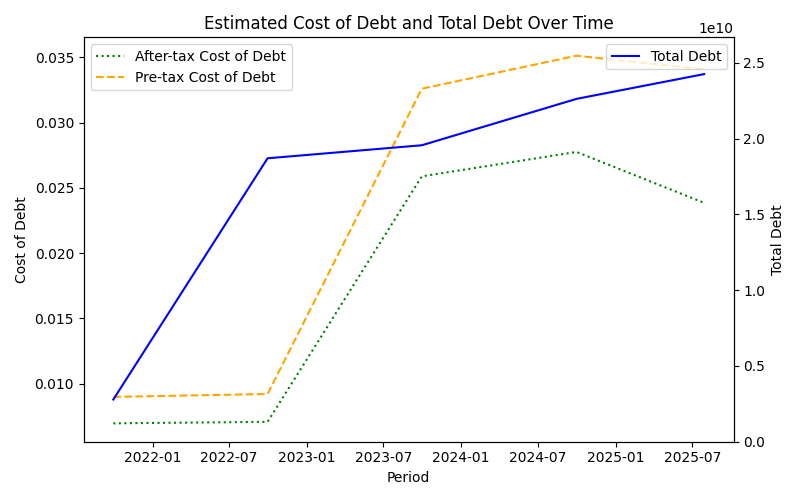 Estimated Cost of Debt and Total Debt Over Time
1e10
After-tax Cost of Debt
Pre-tax Cost of Debt
Total Debt
0.035
0.030
0.025
0.020
0.015
0.010
Cost of Debt
2.5
2.0
1.5
1.0
0.5
0.0
Total Debt
2022-01 2022-07 2023-01 2023-07 2024-01 2024-07 2025-01 2025-07
Period